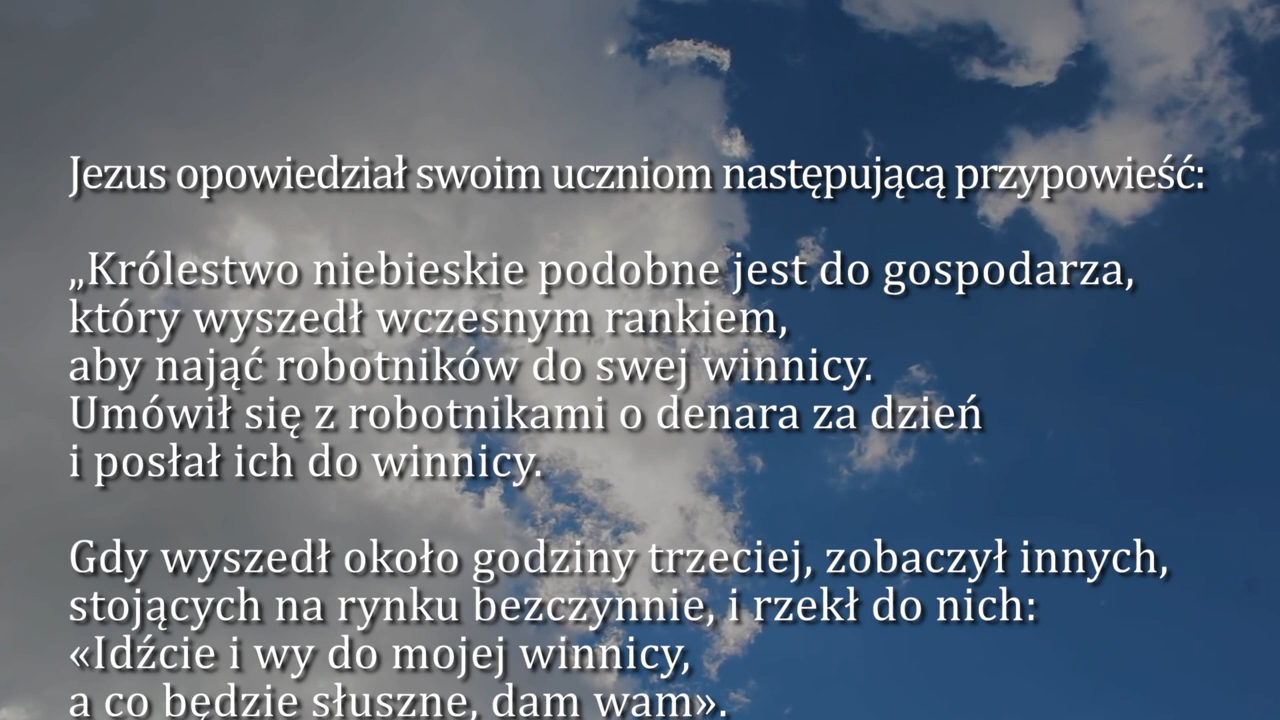 Jezus opowiedział swoim uczniom następującą przypowieść:
„Królestwo niebieskie podobne jest do gospodarza,
który wyszedł wczesnym rankiem,
aby nająć robotników do swej winnicy.
Umówił się z robotnikami o denara za dzień
i posłał ich do winnicy.
Gdy wyszedł około godziny trzeciej, zobaczył innych,
stojących na rynku bezczynnie, i rzekł do nich:
«Idźcie i wy do mojej winnicy,
a co będzie słuszne, dam wam».